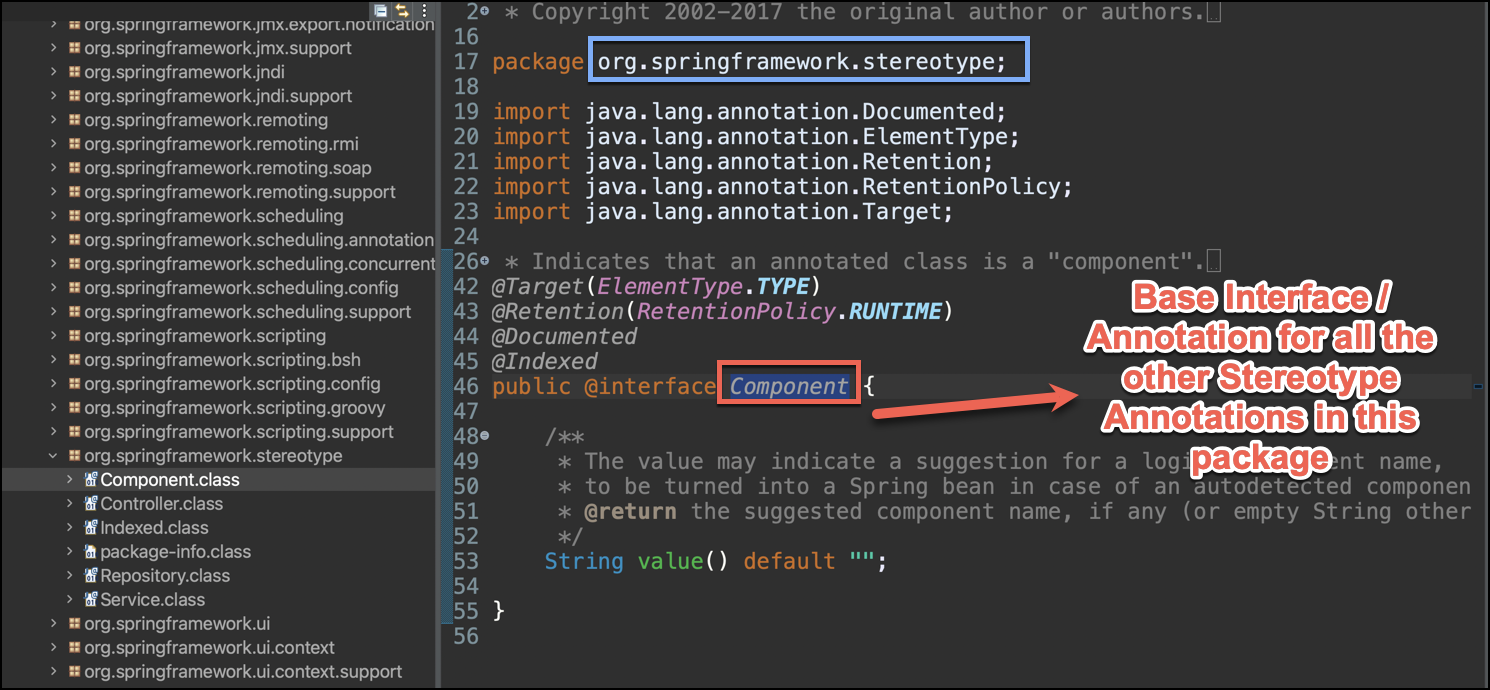 org.springframework.jmx.export.notification
org.springframework.jmx.support
org.springframework.jndi
org.springframework.jndi.support
org.springframework.remoting
org.springframework.remoting.rmi
org.springframework.remoting.soap
org.springframework.remoting.support
org.springframework.scheduling
org.springframework.scheduling.annotation
org.springframework.scheduling.concurrent
org.springframework.scheduling.config
org.springframework.scheduling.support
org.springframework.scripting
org.springframework.scripting.bsh
org.springframework.scripting.config
org.springframework.scripting.groovy
org.springframework.scripting.support
org.springframework.stereotype
Component.class
Controller.class
Indexed.class
package-info.class
Repository.class
Service.class
org.springframework.ui
org.springframework.ui.context
org.springframework.ui.context.support
2 * Copyright 2002-2017 the original author or authors.
16
17 package org.springframework.stereotype;
18
19 import java.lang.annotation.Documented;
20 import java.lang.annotation.ElementType;
21 import java.lang.annotation.Retention;
22 import java.lang.annotation.RetentionPolicy;
23 import java.lang.annotation.Target;
24
26 * Indicates that an annotated class is a "component".
42 @Target(ElementType.TYPE)
43 @Retention(RetentionPolicy.RUNTIME)
44 @Documented
45 @Indexed
46 public @interface Component {
47
48 /**
49 * The value may indicate a suggestion for a name,
50 * to be turned into a Spring bean in case of an autodetected componen
51 * @return the suggested component name, if any (or empty String other
52 */
53 String value() default "";
54
55 }
56
Base Interface /
Annotation for all the
other Stereotype
Annotations in this
package